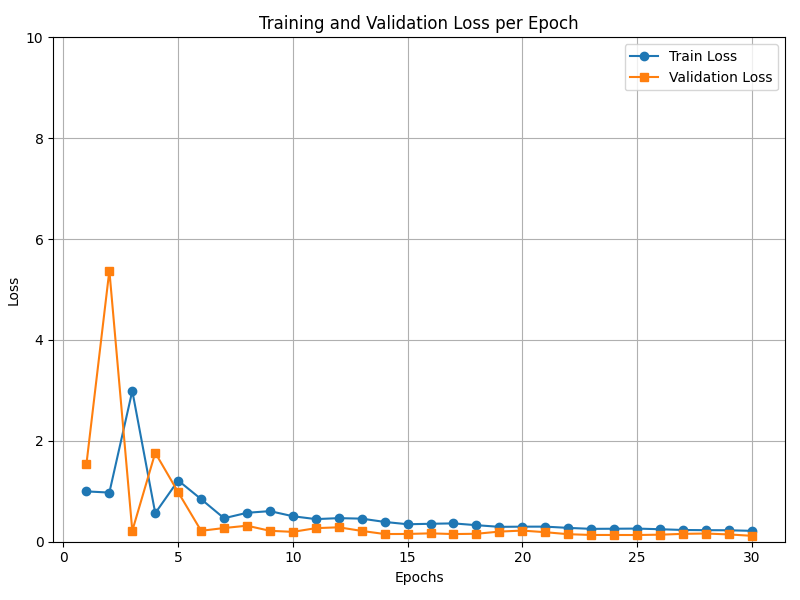 Training and Validation Loss per Epoch
10
8
6
4
2
0
Loss
Train Loss
Validation Loss
0 5 10 15 20 25 30
Epochs